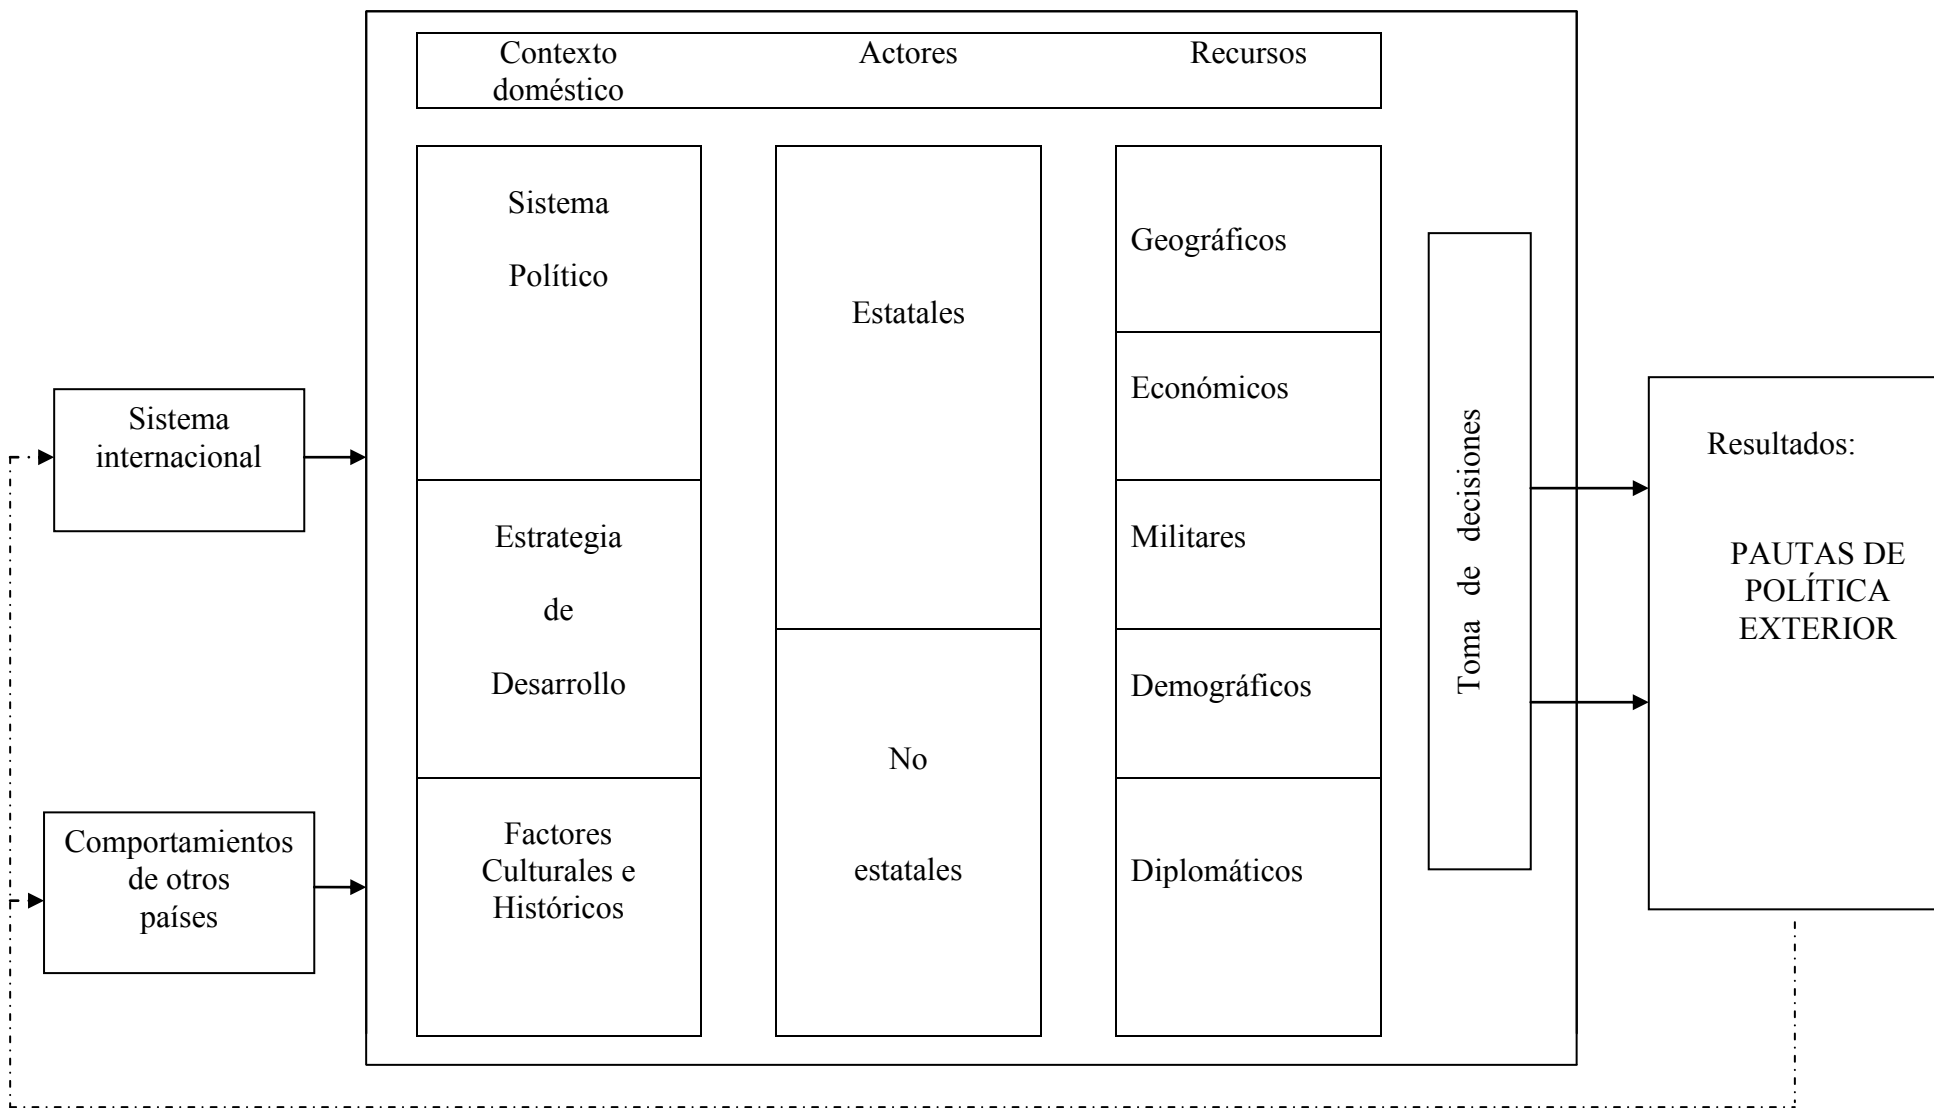 Contexto
doméstico
Actores
Recursos
Sistema
Político
Estrategia
de
Desarrollo
Factores
Culturales e
Históricos
Estatales
No
estatales
Geográficos
Económicos
Militares
Demográficos
Diplomáticos
Toma de decisiones
Sistema
internacional
Comportamientos
de otros
países
Resultados:
PAUTAS DE
POLÍTICA
EXTERIOR